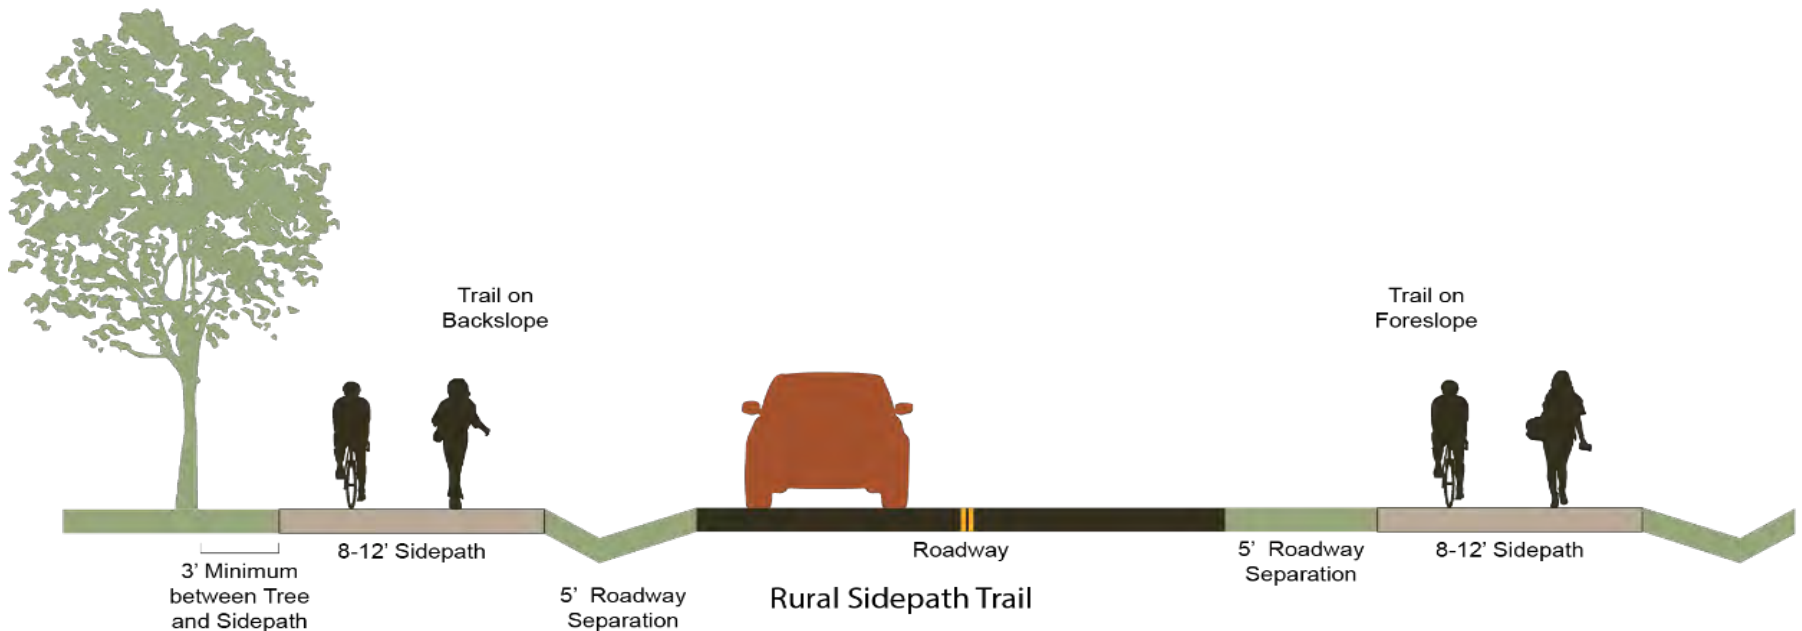 Trail on
Backslope
Trail on
Foreslope
8-12’ Sidepath
Roadway
5’ Roadway
Separation
8-12’ Sidepath
3’ Minimum
between Tree
and Sidepath
5’ Roadway
Separation
Rural Sidepath Trail